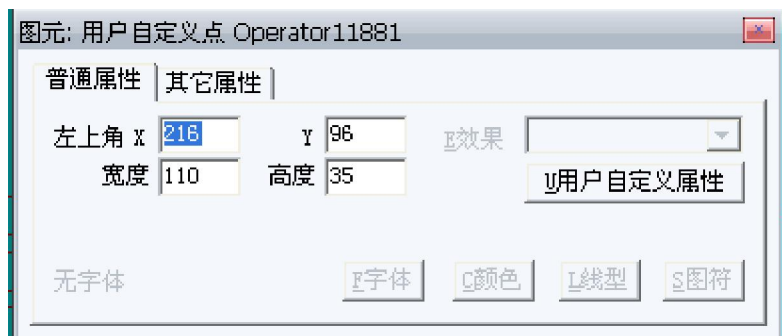 图元: 用户自定义点 Operator11881
普通属性 其它属性
左上角 X 216 Y 96 E效果
宽度 110 高度 35 U用户自定义属性
无字体 F字体 C颜色 L线型 S图符